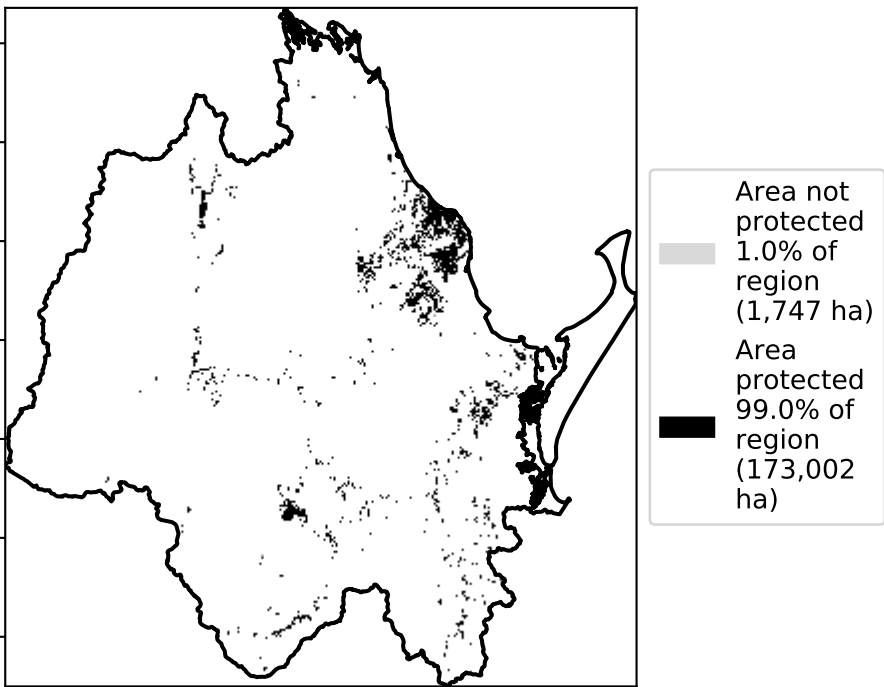 Area not
protected
1.0% of
region
(1,747 ha)
Area
protected
99.0% of
region
(173,002
ha)